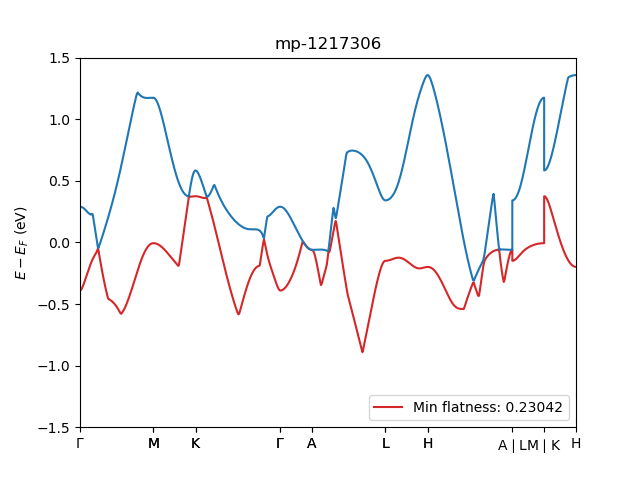 mp-1217306
E − E_F (eV)
1.5
1.0
0.5
0.0
−0.5
−1.0
−1.5
Min flatness: 0.23042
Γ M K Γ A L H A | LM | K H